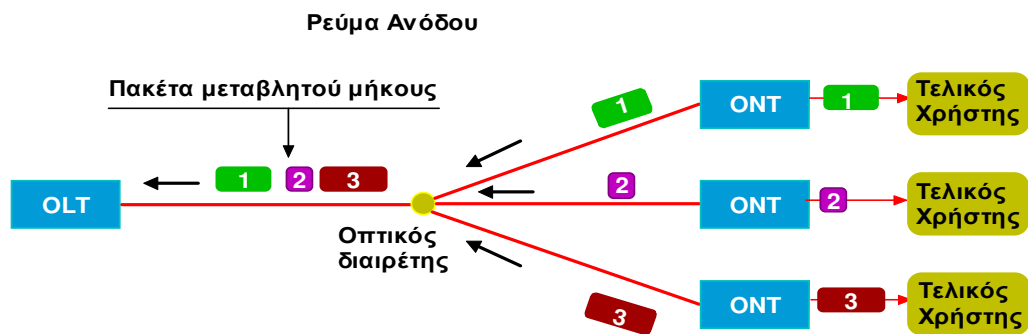 Ρεύμα Ανόδου
Πακέτα μεταβλητού μήκους
1 2 3
OLT
Οπτικός
διαιρέτης
1
ONT
1
Τελικός
Χρήστης
2
ONT
2
Τελικός
Χρήστης
3
ONT
3
Τελικός
Χρήστης